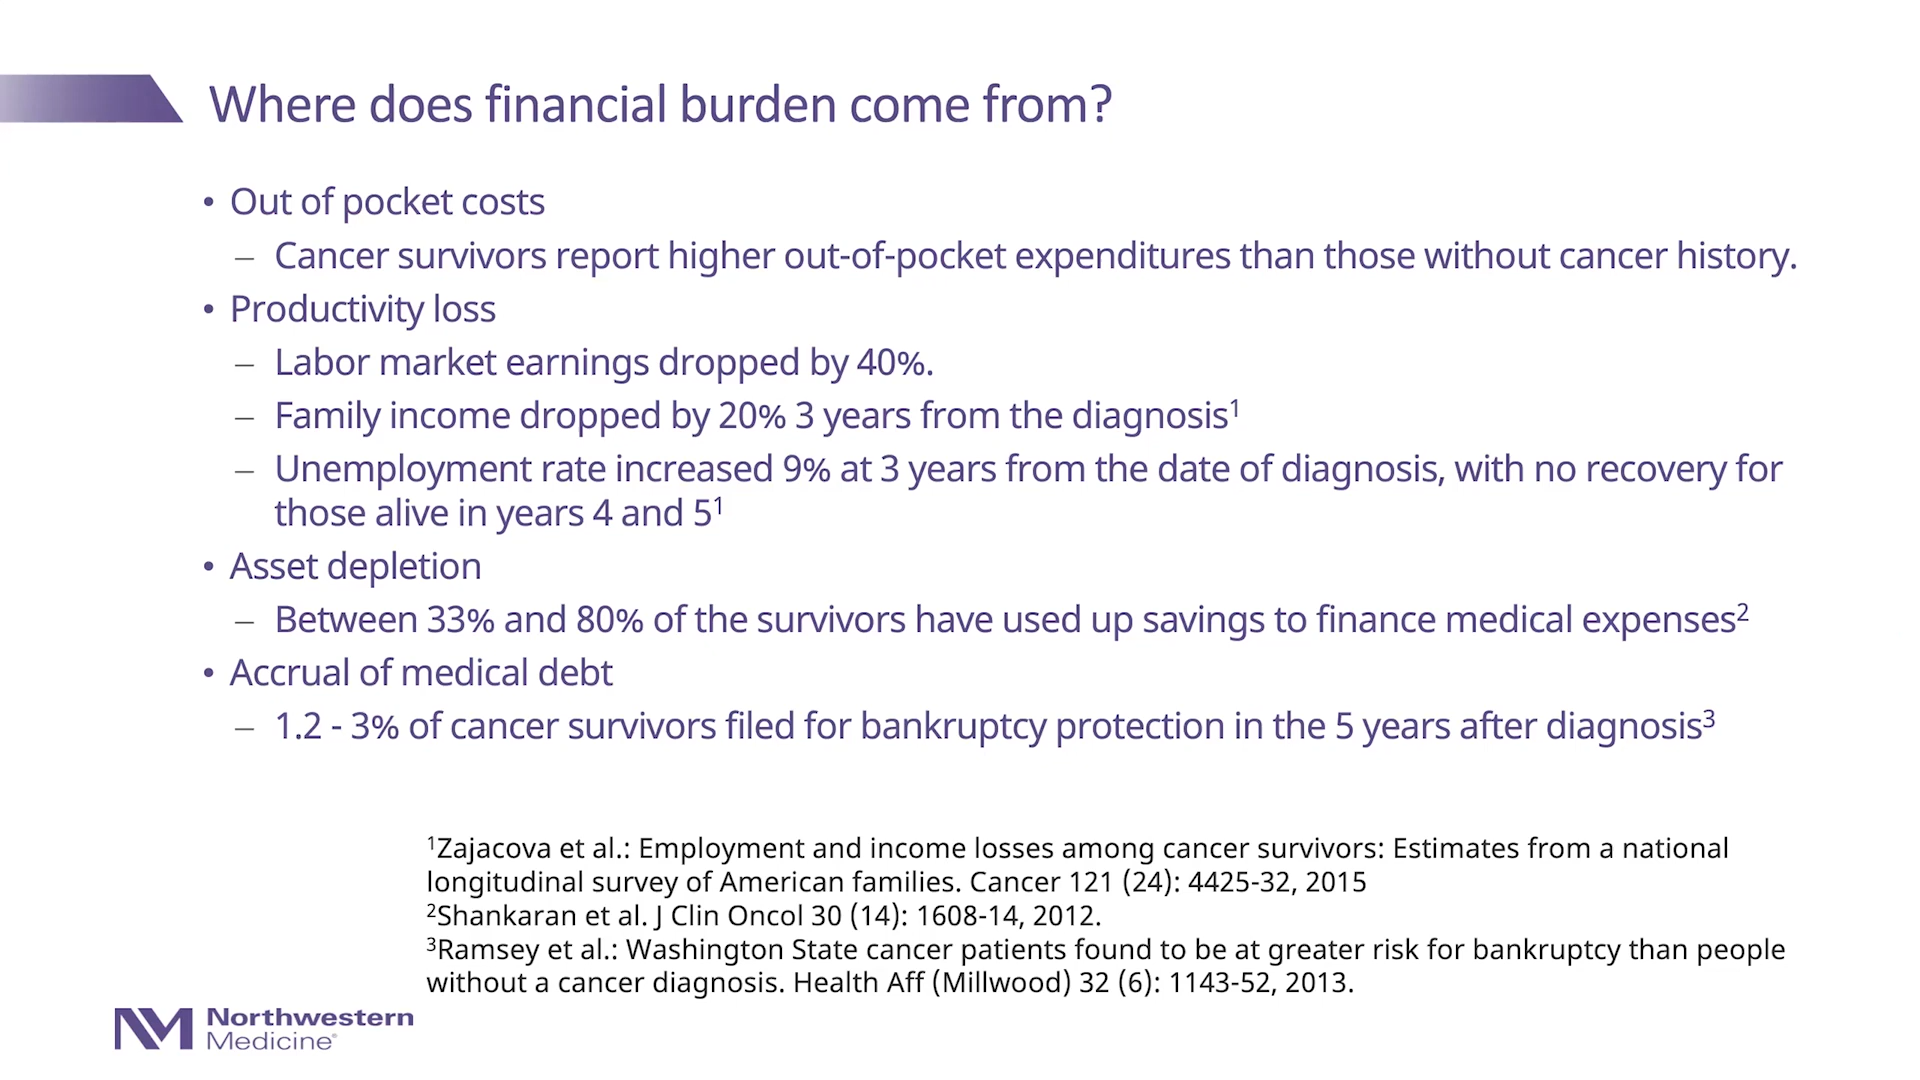 Where does financial burden come from?
• Out of pocket costs
– Cancer survivors report higher out-of-pocket expenditures than those without cancer history.
• Productivity loss
– Labor market earnings dropped by 40%.
– Family income dropped by 20% 3 years from the diagnosis¹
– Unemployment rate increased 9% at 3 years from the date of diagnosis, with no recovery for
those alive in years 4 and 5¹
• Asset depletion
– Between 33% and 80% of the survivors have used up savings to finance medical expenses²
• Accrual of medical debt
– 1.2 - 3% of cancer survivors filed for bankruptcy protection in the 5 years after diagnosis³
¹Zajacova et al.: Employment and income losses among cancer survivors: Estimates from a national
longitudinal survey of American families. Cancer 121 (24): 4425-32, 2015
²Shankaran et al. J Clin Oncol 30 (14): 1608-14, 2012.
³Ramsey et al.: Washington State cancer patients found to be at greater risk for bankruptcy than people
without a cancer diagnosis. Health Aff (Millwood) 32 (6): 1143-52, 2013.
NM Northwestern
Medicine®